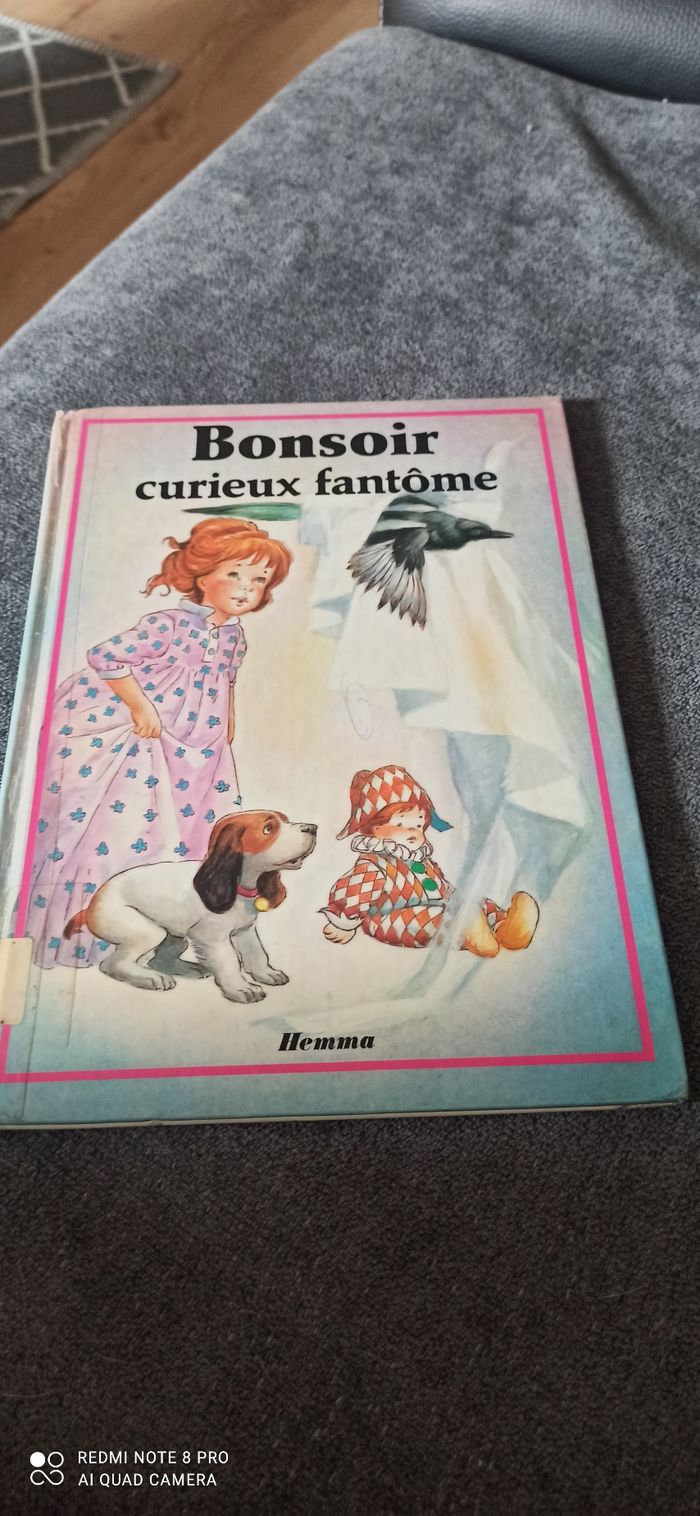 Bonsoir
curieux fantôme
Hemma
REDMI NOTE 8 PRO
AI QUAD CAMERA